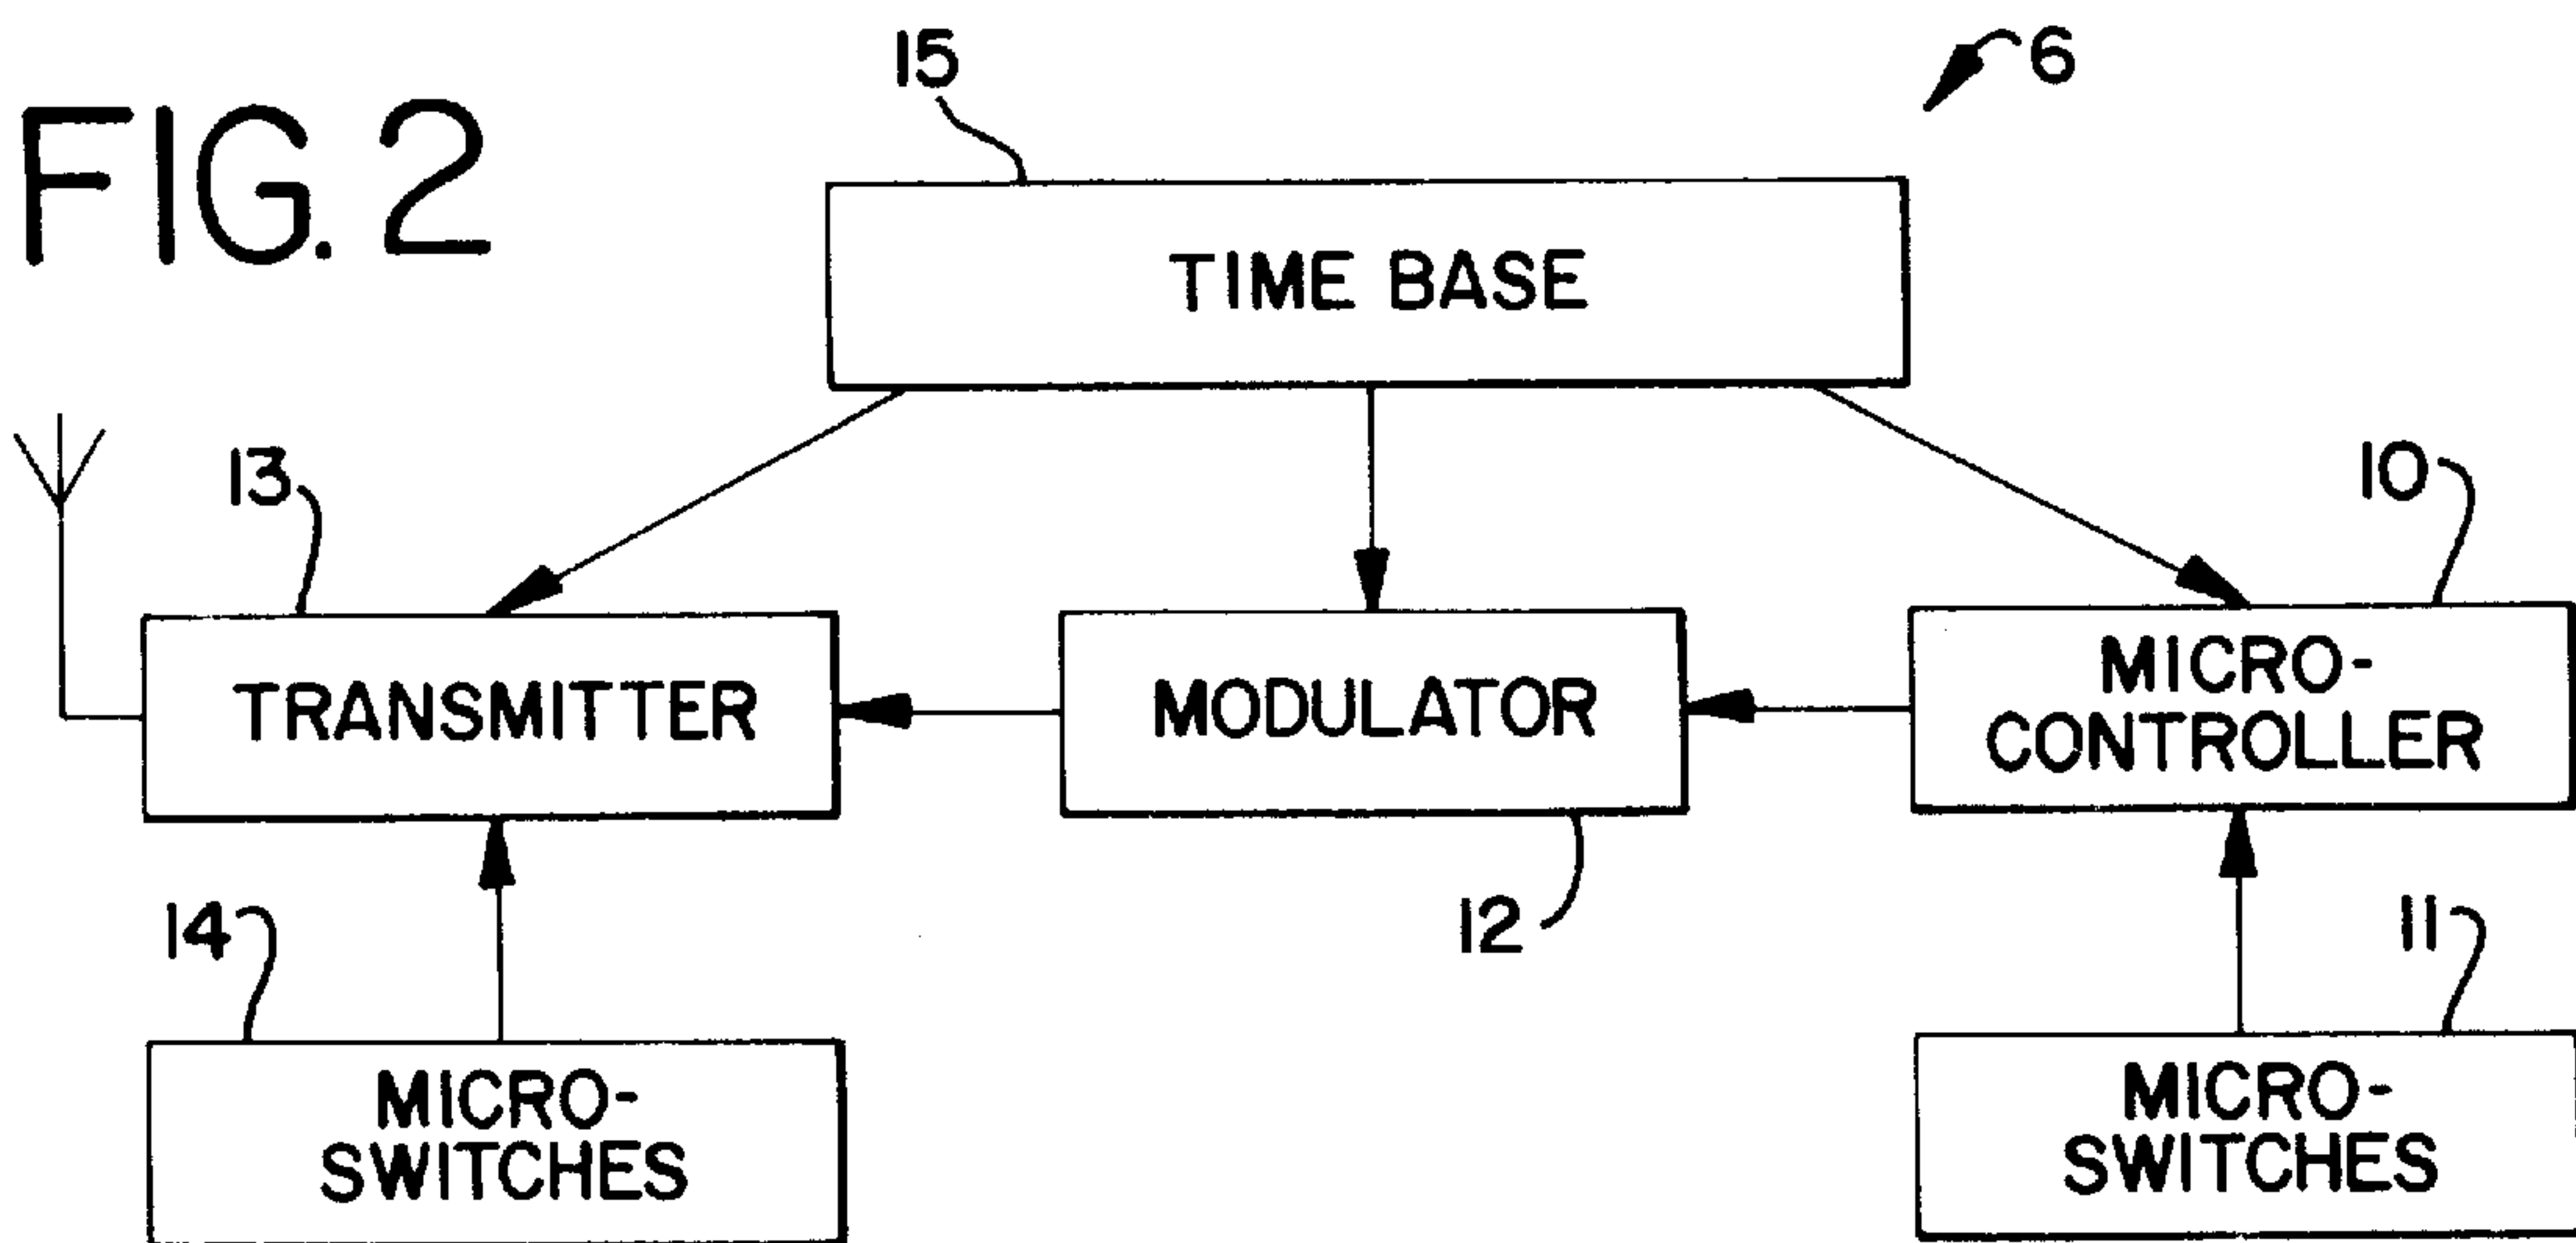 FIG. 2
15
6
TIME BASE
13
10
TRANSMITTER
MODULATOR
MICRO-
CONTROLLER
14
12
11
MICRO-
SWITCHES
MICRO-
SWITCHES